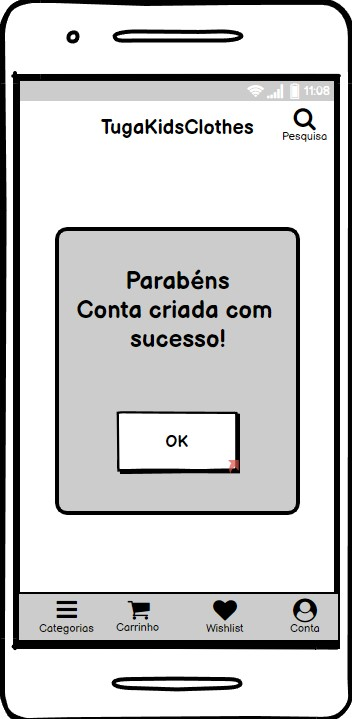 11:08
TugaKidsClothes
Pesquisa
Parabéns
Conta criada com
sucesso!
OK
Categorias Carrinho Wishlist Conta